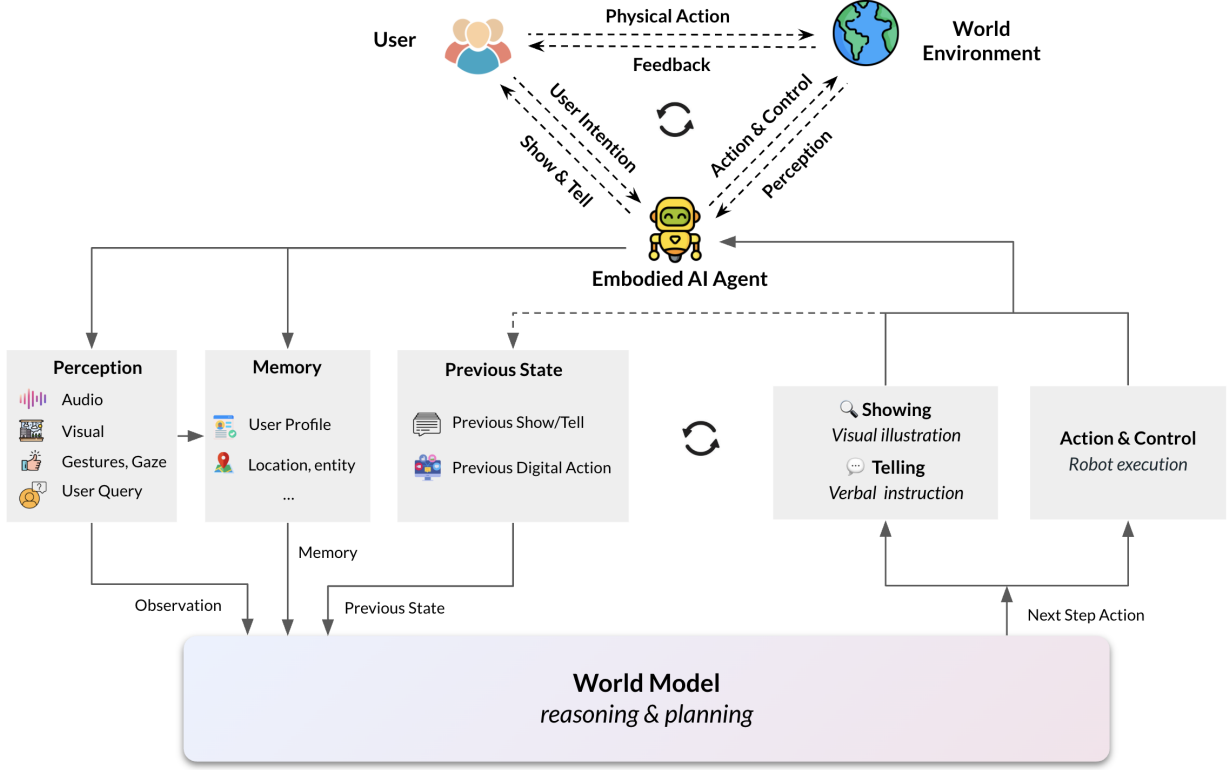 Physical Action
User
World
Environment
Feedback
User Intention
Show & Tell
Action & Control
Perception
Embodied AI Agent
Perception
Audio
Visual
Gestures, Gaze
User Query
Memory
User Profile
Location, entity
...
Previous State
Previous Show/Tell
Previous Digital Action
Showing
Visual illustration
Telling
Verbal instruction
Action & Control
Robot execution
Memory
Observation
Previous State
Next Step Action
World Model
reasoning & planning